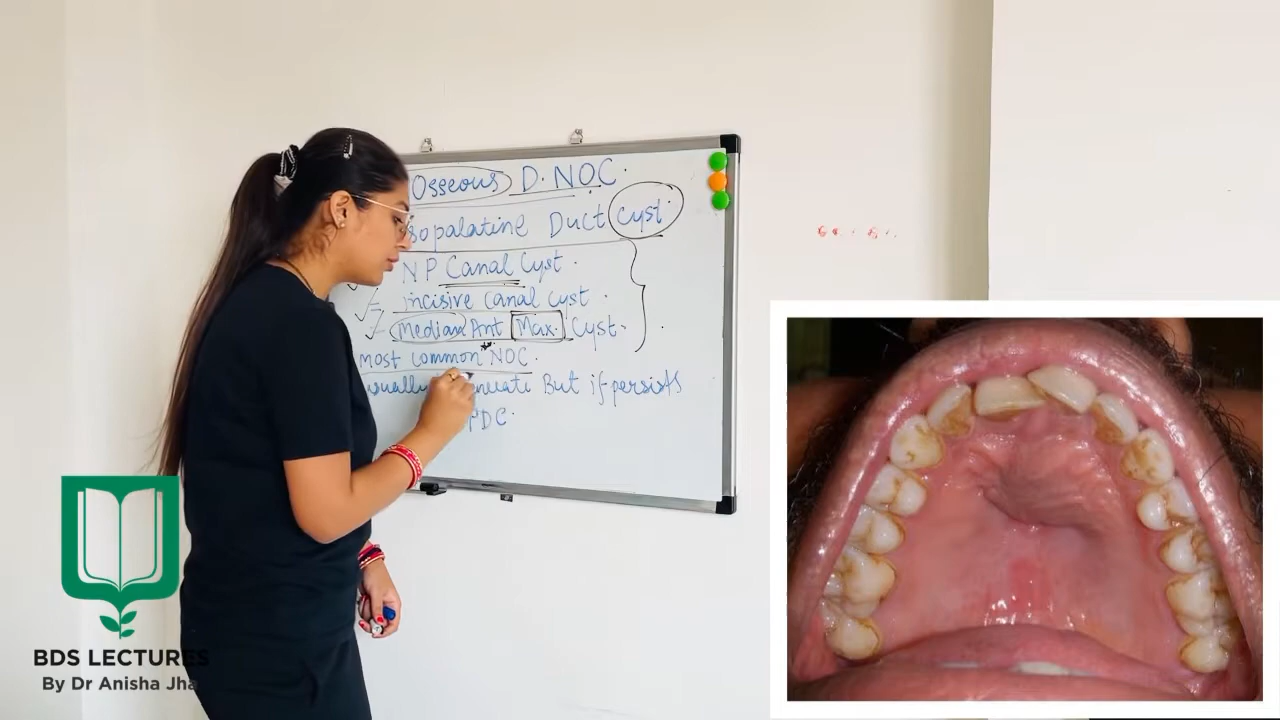 Osseous D.NOC.
sopalatine Duct Cyst.
NP Canal Cyst.
incisive canal cyst.
Median Ant Max. Cyst.
most common NOC.
But if persists
PDC.
BDS LECTURES
By Dr Anisha Jha